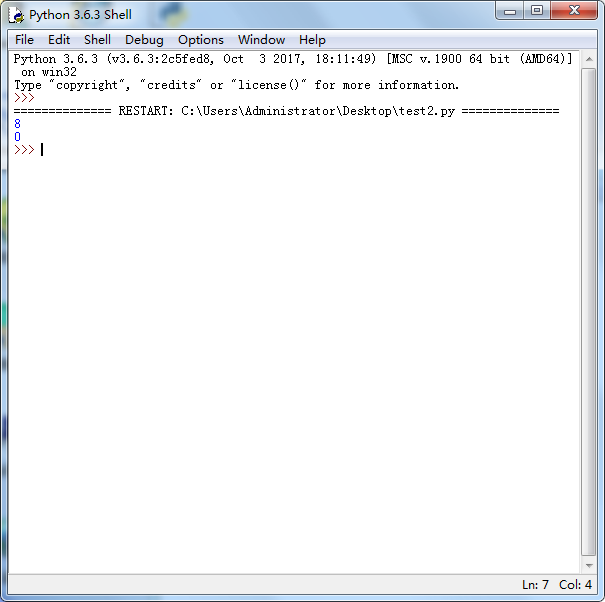 Python 3.6.3 Shell
File Edit Shell Debug Options Window Help
Python 3.6.3 (v3.6.3:2c5fed8, Oct  3 2017, 18:11:49) [MSC v.1900 64 bit (AMD64)]
 on win32
Type "copyright", "credits" or "license()" for more information.
>>>
============== RESTART: C:\Users\Administrator\Desktop\test2.py ==============
8
0
>>>
Ln: 7 Col: 4